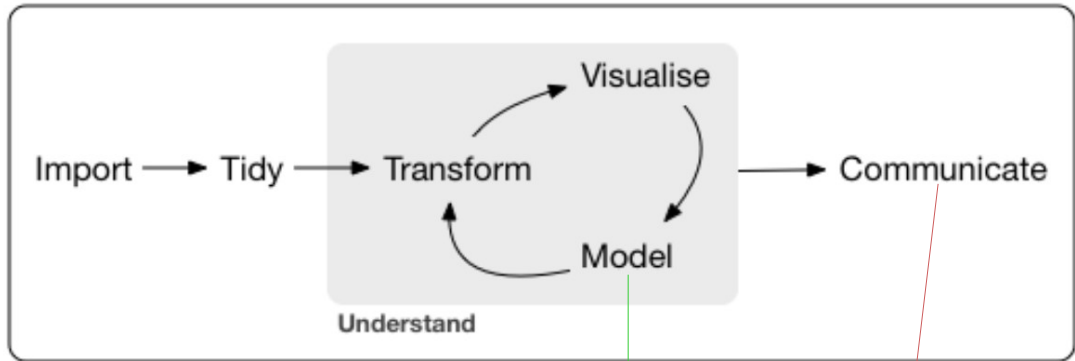 Visualise
Import
Tidy
Transform
Communicate
Model
Understand